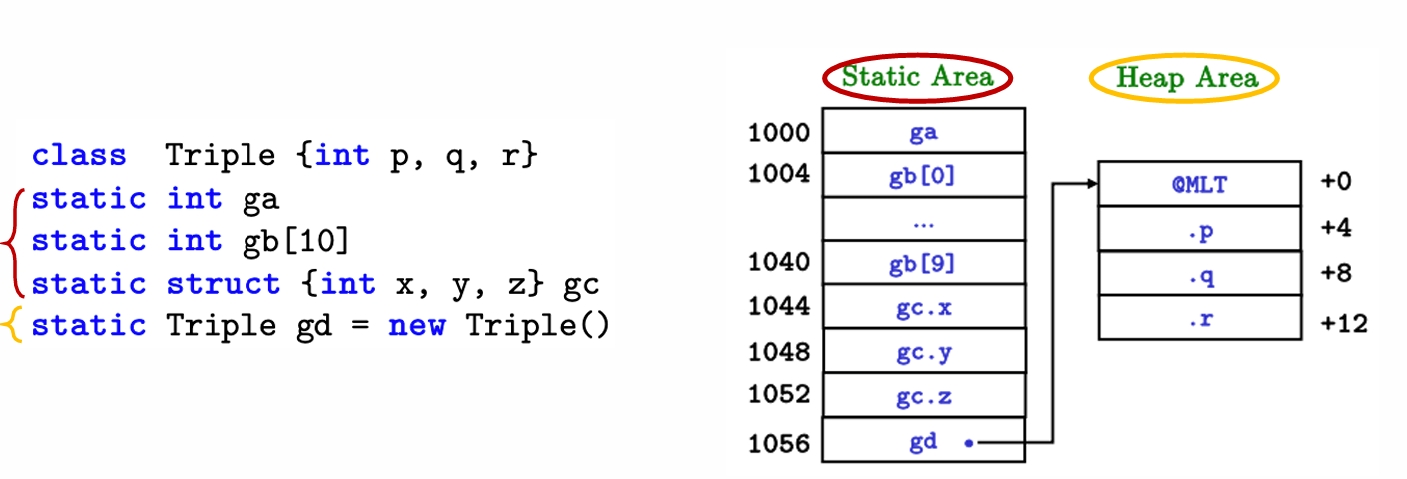 class Triple {int p, q, r}
static int ga
static int gb[10]
static struct {int x, y, z} gc
static Triple gd = new Triple()
Static Area
1000 ga
1004 gb[0]
...
1040 gb[9]
1044 gc.x
1048 gc.y
1052 gc.z
1056 gd
Heap Area
@MLT +0
.p +4
.q +8
.r +12